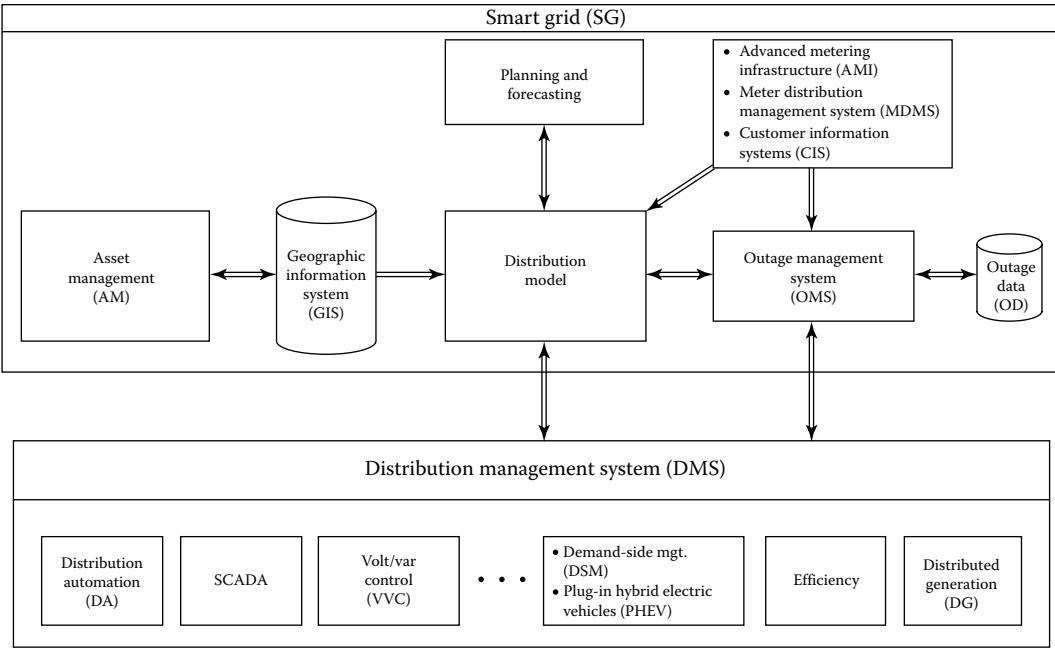 Smart grid (SG)
Planning and
forecasting
• Advanced metering
infrastructure (AMI)
• Meter distribution
management system (MDMS)
• Customer information
systems (CIS)
Asset
management
(AM)
Geographic
information
system
(GIS)
Distribution
model
Outage management
system
(OMS)
Outage
data
(OD)
Distribution management system (DMS)
Distribution
automation
(DA)
SCADA
Volt/var
control
(VVC)
• • •
• Demand-side mgt.
(DSM)
• Plug-in hybrid electric
vehicles (PHEV)
Efficiency
Distributed
generation
(DG)